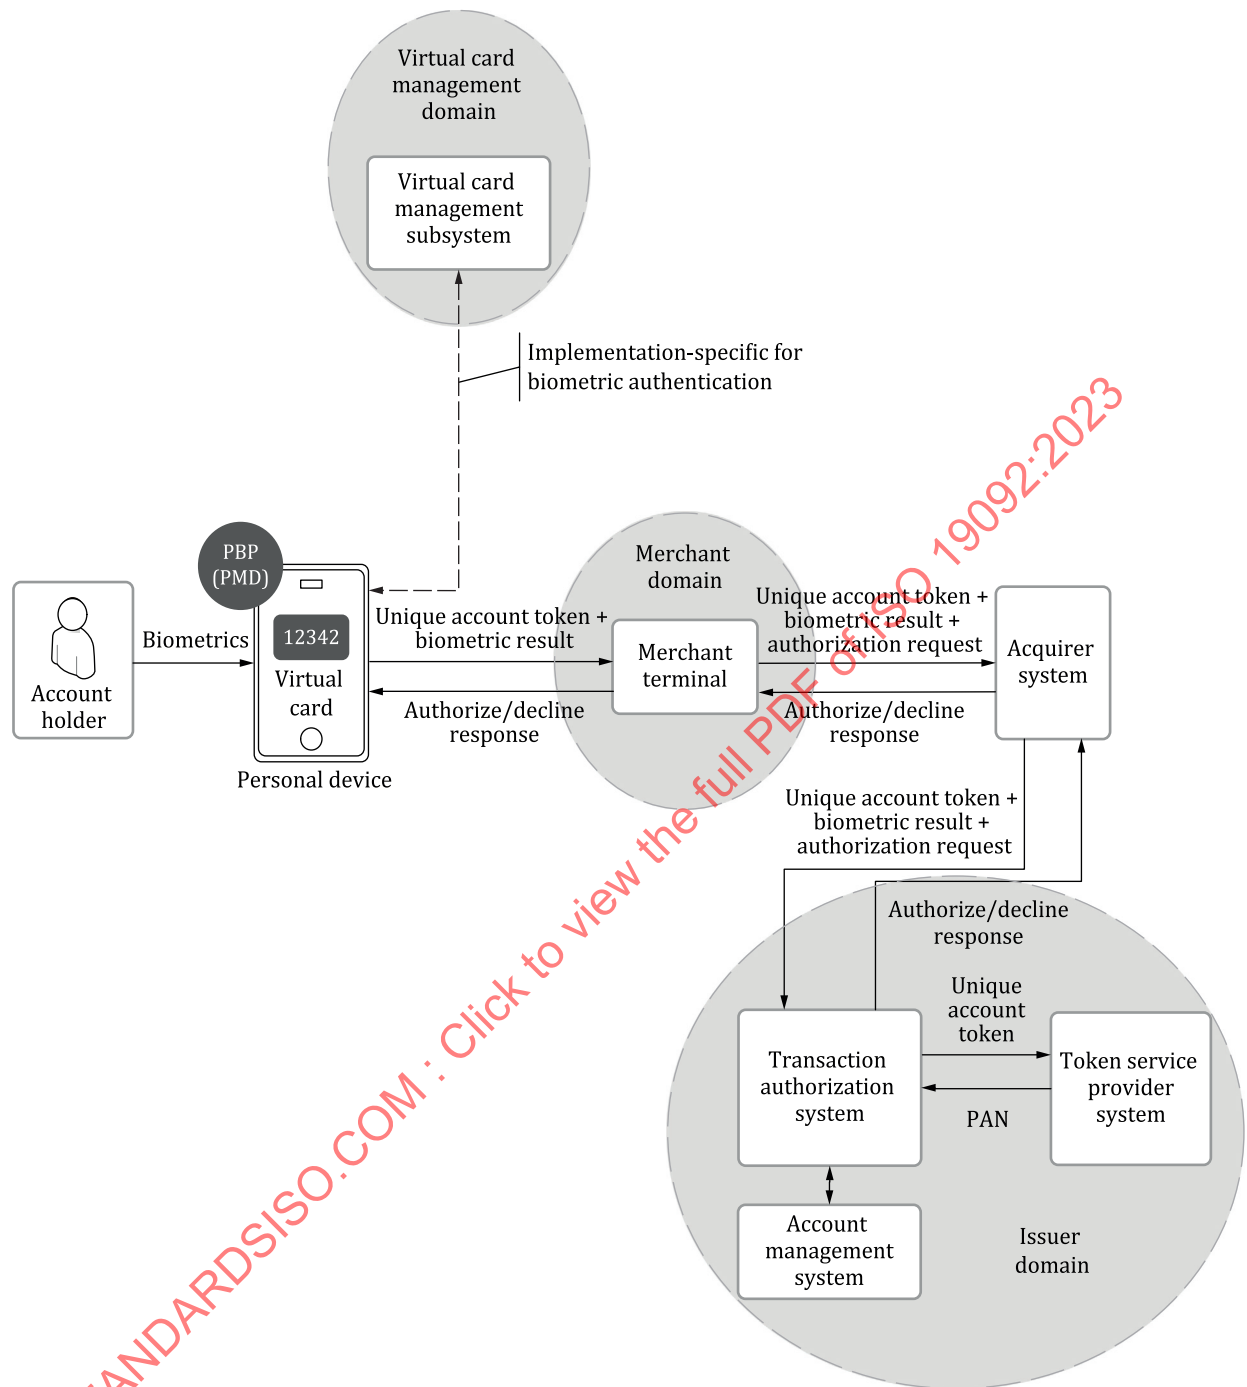 Virtual card
management
domain
Virtual card
management
subsystem
Implementation-specific for
biometric authentication
PBP
(PMD)
Account
holder
Biometrics
12342
Virtual
card
Personal device
Unique account token +
biometric result
Authorize/decline
response
Merchant
domain
Merchant
terminal
Unique account token +
biometric result +
authorization request
Authorize/decline
response
Acquirer
system
Unique account token +
biometric result +
authorization request
Authorize/decline
response
Unique
account
token
Transaction
authorization
system
PAN
Token service
provider
system
Account
management
system
Issuer
domain
TANDARDSISO.COM : Click to view the full PDF of ISO 19092:2023